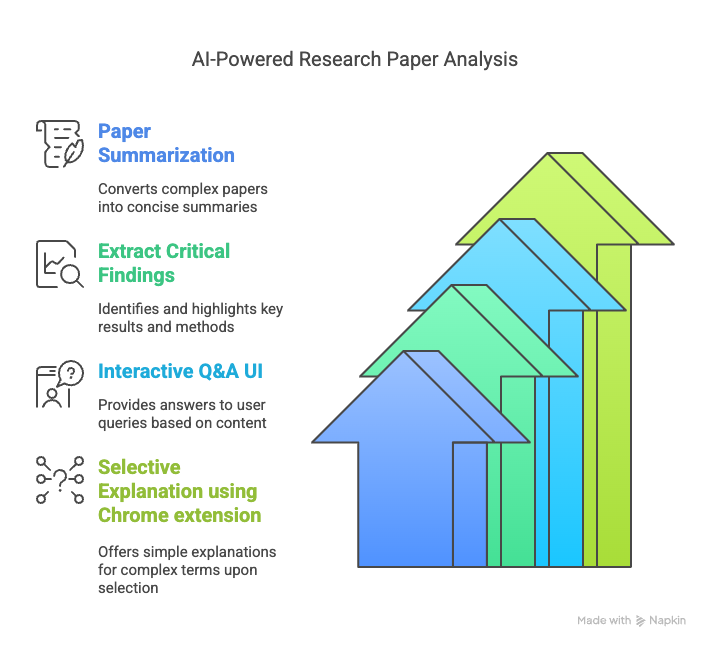 AI-Powered Research Paper Analysis
Paper
Summarization
Converts complex papers
into concise summaries
Extract Critical
Findings
Identifies and highlights key
results and methods
Interactive Q&A UI
Provides answers to user
queries based on content
Selective
Explanation using
Chrome extension
Offers simple explanations
for complex terms upon
selection
Made with Napkin